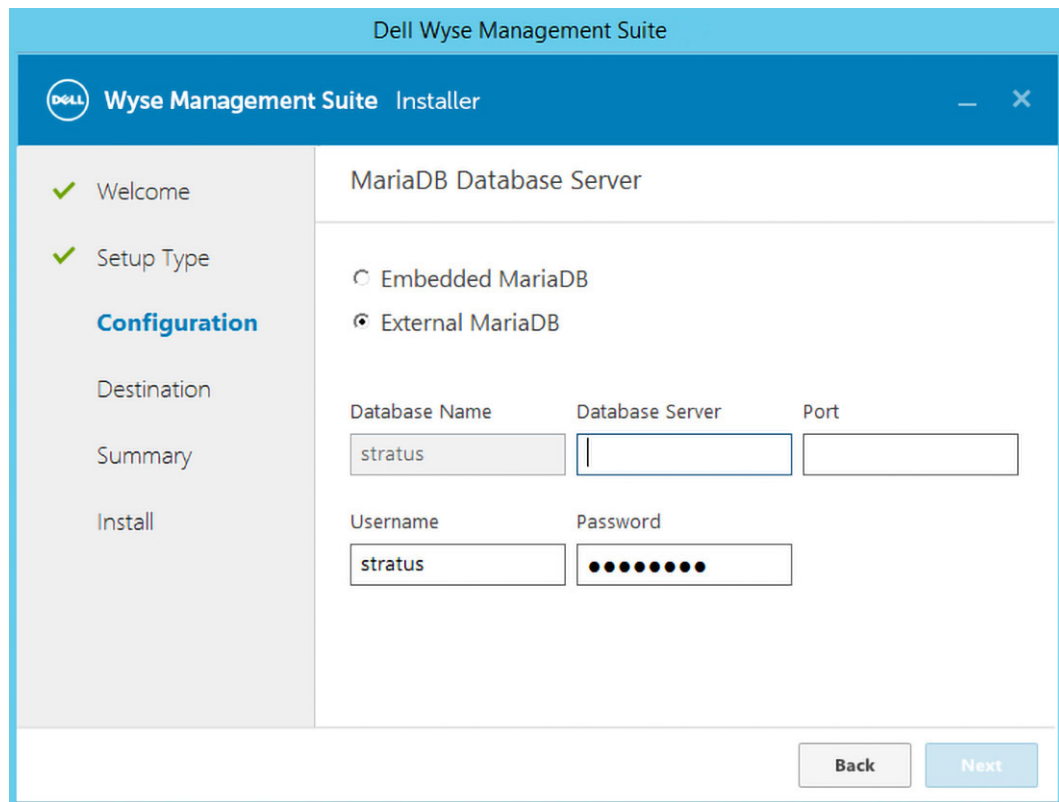 Dell Wyse Management Suite
DELL Wyse Management Suite Installer
Welcome
MariaDB Database Server
Setup Type
Embedded MariaDB
Configuration
External MariaDB
Destination
Database Name Database Server Port
Summary
stratus
Install
Username Password
stratus ●●●●●●●●
Back Next